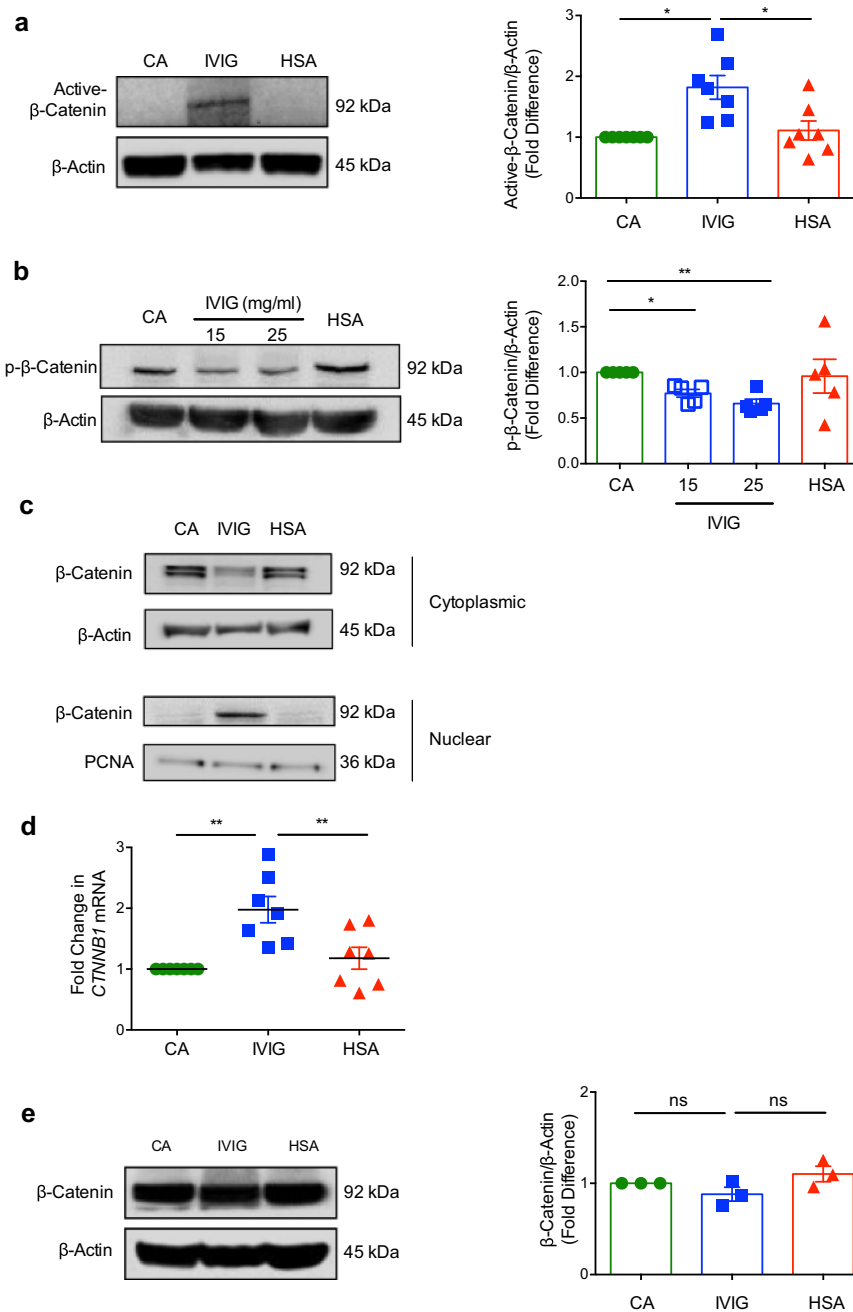 a
CA IVIG HSA
Active-
β-Catenin
92 kDa
β-Actin
45 kDa
Active-β-Catenin/β-Actin
(Fold Difference)
3
2
1
0
* *
CA IVIG HSA
b
CA IVIG (mg/ml) HSA
15 25
p-β-Catenin
92 kDa
β-Actin
45 kDa
p-β-Catenin/β-Actin
(Fold Difference)
2.0
1.5
1.0
0.5
0.0
**
*
CA 15 25 HSA
IVIG
c
CA IVIG HSA
β-Catenin
92 kDa
β-Actin
45 kDa
Cytoplasmic
β-Catenin
92 kDa
PCNA
36 kDa
Nuclear
d
Fold Change in
CTNNB1 mRNA
3
2
1
0
** **
CA IVIG HSA
e
CA IVIG HSA
β-Catenin
92 kDa
β-Actin
45 kDa
β-Catenin/β-Actin
(Fold Difference)
2
1
0
ns ns
CA IVIG HSA